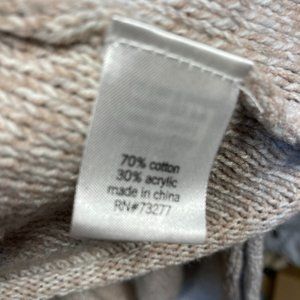 70% cotton
30% acrylic
made in china
RN#73277